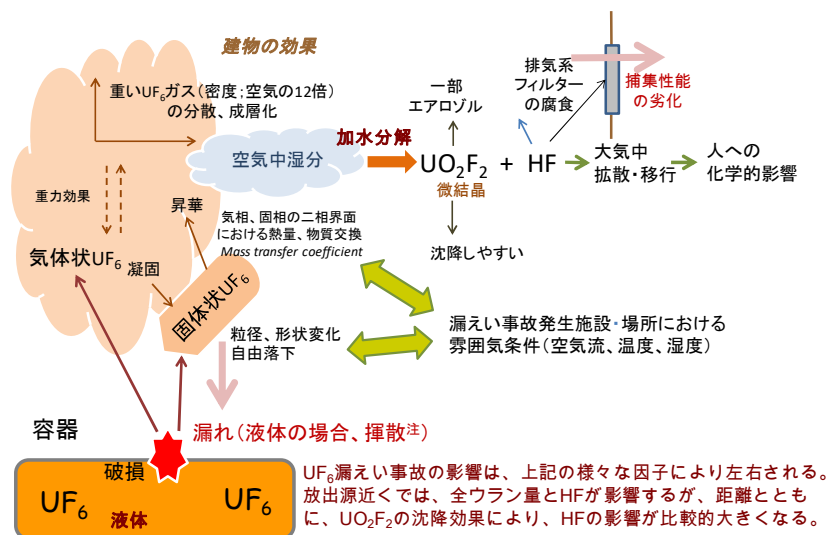 建物の効果
重いUF₆ガス(密度;空気の12倍)
の分散、成層化
一部
エアロゾル
排気系
フィルター
の腐食
捕集性能
の劣化
加水分解
空気中湿分
UO₂F₂ + HF
微結晶
大気中
拡散・移行
人への
化学的影響
重力効果
昇華
気相、固相の二相界面
における熱量、物質交換
Mass transfer coefficient
沈降しやすい
気体状UF₆
凝固
固体状UF₆
粒径、形状変化
自由落下
漏えい事故発生施設・場所における
雰囲気条件(空気流、温度、湿度)
容器
漏れ(液体の場合、揮散注)
破損
UF₆
UF₆
液体
UF₆漏えい事故の影響は、上記の様々な因子により左右される。
放出源近くでは、全ウラン量とHFが影響するが、距離ととも
に、UO₂F₂の沈降効果により、HFの影響が比較的大きくなる。